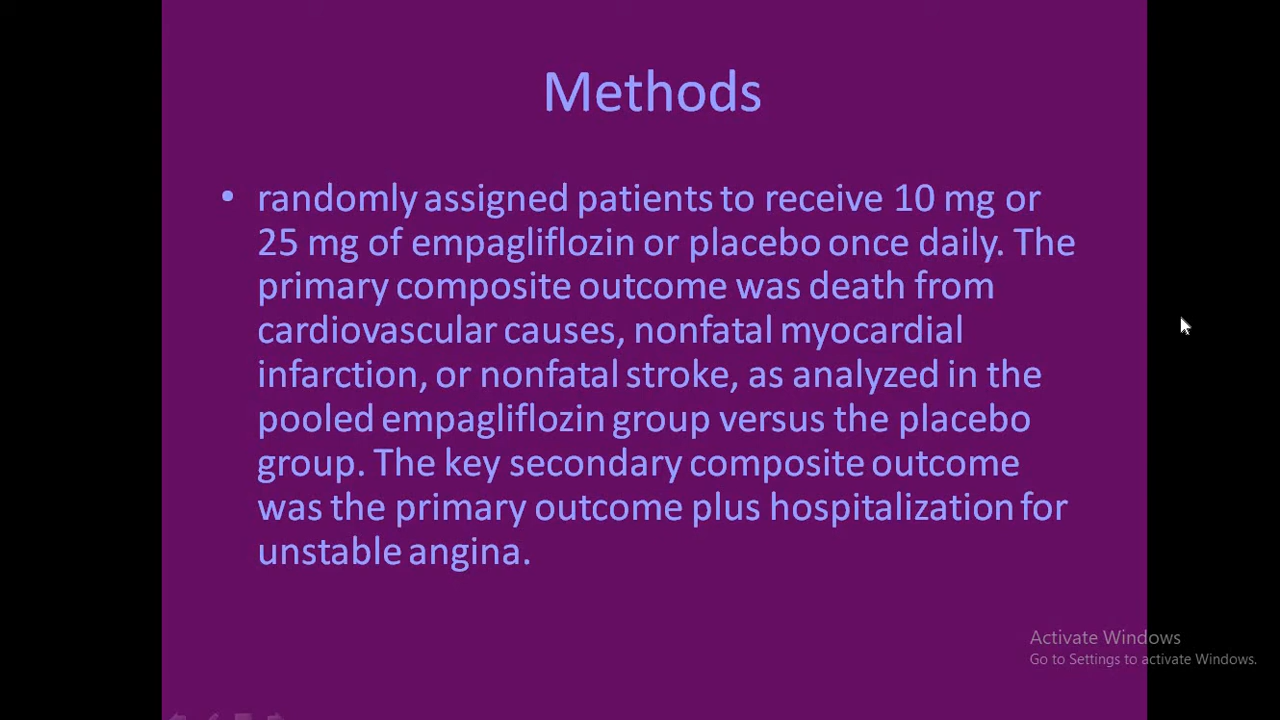 Methods
• randomly assigned patients to receive 10 mg or
25 mg of empagliflozin or placebo once daily. The
primary composite outcome was death from
cardiovascular causes, nonfatal myocardial
infarction, or nonfatal stroke, as analyzed in the
pooled empagliflozin group versus the placebo
group. The key secondary composite outcome
was the primary outcome plus hospitalization for
unstable angina.
Activate Windows
Go to Settings to activate Windows.